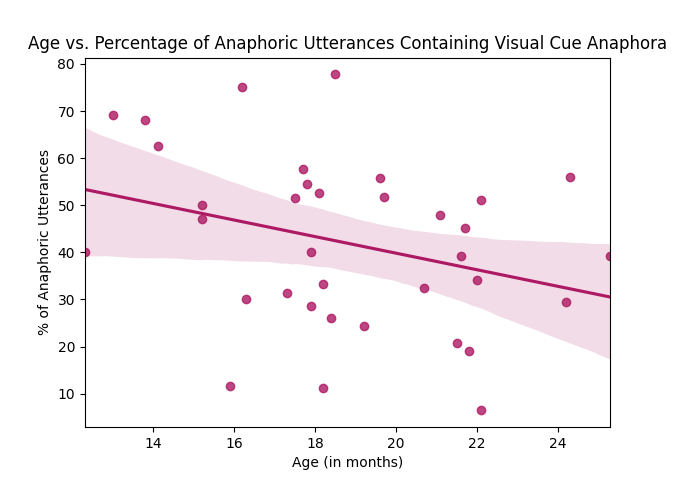 Age vs. Percentage of Anaphoric Utterances Containing Visual Cue Anaphora
80
70
60
50
40
30
20
10
% of Anaphoric Utterances
14 16 18 20 22 24
Age (in months)